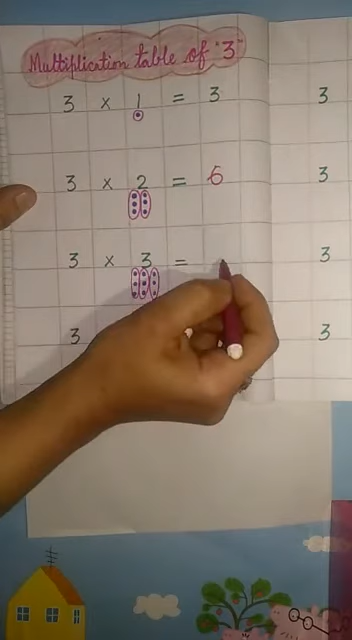 Multiplication table of "3"
3 x 1 = 3 3
3 x 2 = 6 3
3 x 3 = 3
3 3